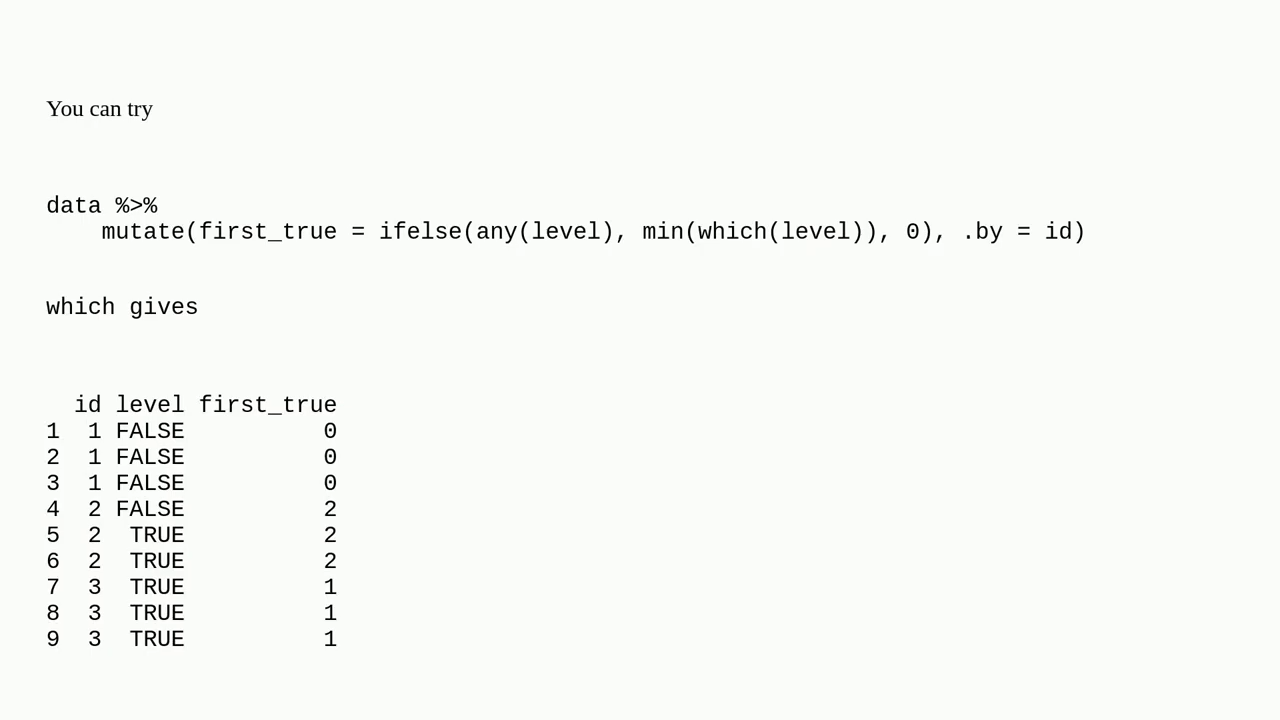 You can try
data %>%
    mutate(first_true = ifelse(any(level), min(which(level)), 0), .by = id)
which gives
  id level first_true
1  1 FALSE          0
2  1 FALSE          0
3  1 FALSE          0
4  2 FALSE          2
5  2  TRUE          2
6  2  TRUE          2
7  3  TRUE          1
8  3  TRUE          1
9  3  TRUE          1